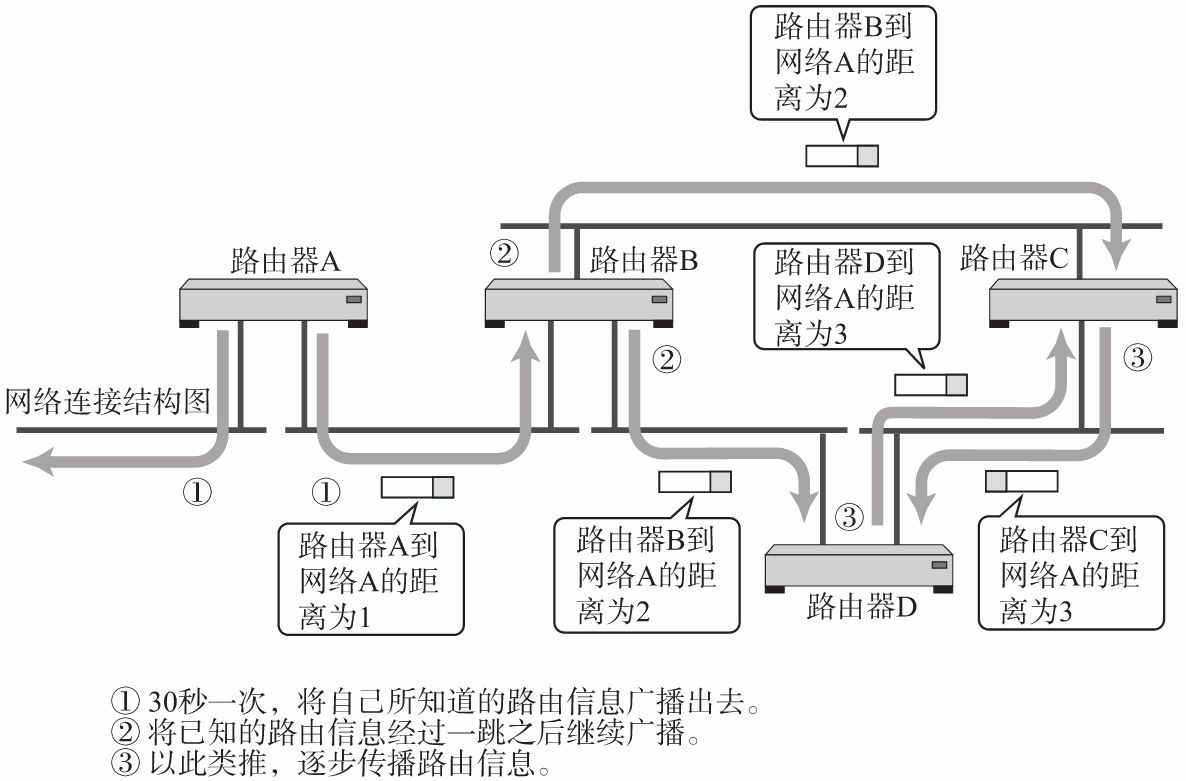 路由器B到
网络A的距
离为2
②
路由器A
路由器B
路由器D到
网络A的距
离为3
路由器C
②
③
网络连接结构图
①
①
③
路由器A到
网络A的距
离为1
路由器B到
网络A的距
离为2
路由器D
路由器C到
网络A的距
离为3
① 30秒一次，将自己所知道的路由信息广播出去。
② 将已知的路由信息经过一跳之后继续广播。
③ 以此类推，逐步传播路由信息。